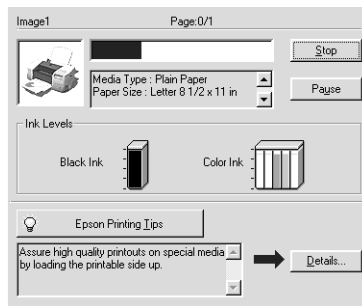 Image1 Page:0/1
Stop
Media Type : Plain Paper
Paper Size : Letter 8 1/2 x 11 in
Pause
Ink Levels
Black Ink Color Ink
Epson Printing Tips
Assure high quality printouts on special media
by loading the printable side up.
Details...